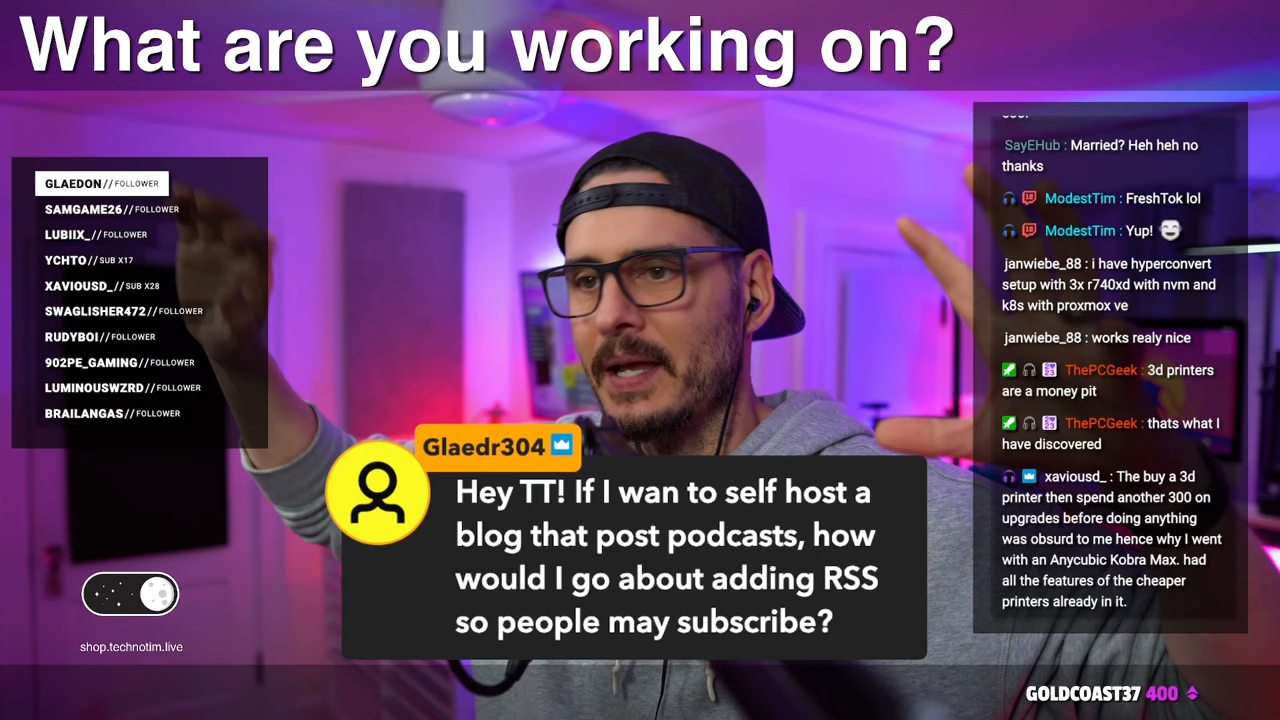 What are you working on?
GLAEDON//FOLLOWER
SAMGAME26//FOLLOWER
LUBIIX_//FOLLOWER
YCHTO//SUB X17
XAVIOUSD_//SUB X28
SWAGLISHER472//FOLLOWER
RUDYBOI//FOLLOWER
902PE_GAMING//FOLLOWER
LUMINOUSWZRD//FOLLOWER
BRAILANGAS//FOLLOWER
shop.technotim.live
Glaedr304
Hey TT! If I wan to self host a
blog that post podcasts, how
would I go about adding RSS
so people may subscribe?
SayEHub : Married? Heh heh no
thanks
ModestTim : FreshTok lol
ModestTim : Yup!
janwiebe_88 : i have hyperconvert
setup with 3x r740xd with nvm and
k8s with proxmox ve
janwiebe_88 : works realy nice
ThePCGeek : 3d printers
are a money pit
ThePCGeek : thats what I
have discovered
xaviousd_ : The buy a 3d
printer then spend another 300 on
upgrades before doing anything
was obsurd to me hence why I went
with an Anycubic Kobra Max. had
all the features of the cheaper
printers already in it.
GOLDCOAST37 400